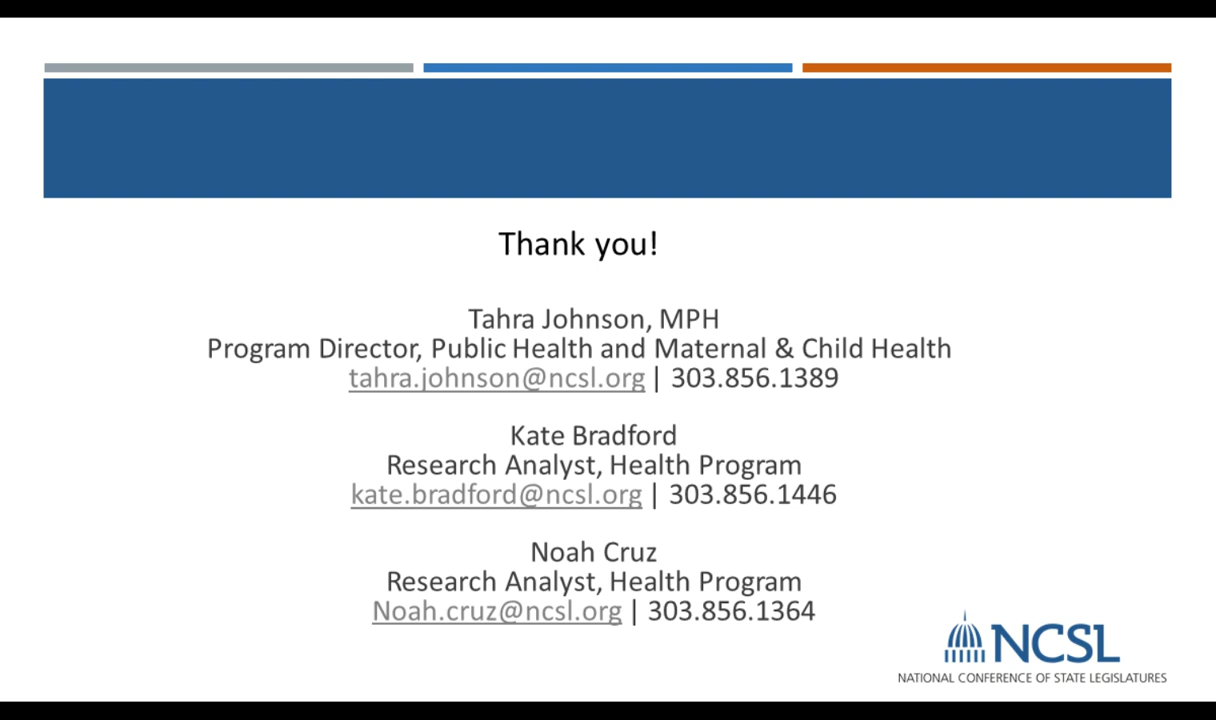 Thank you!
Tahra Johnson, MPH
Program Director, Public Health and Maternal & Child Health
tahra.johnson@ncsl.org | 303.856.1389
Kate Bradford
Research Analyst, Health Program
kate.bradford@ncsl.org | 303.856.1446
Noah Cruz
Research Analyst, Health Program
Noah.cruz@ncsl.org | 303.856.1364
NCSL
NATIONAL CONFERENCE OF STATE LEGISLATURES